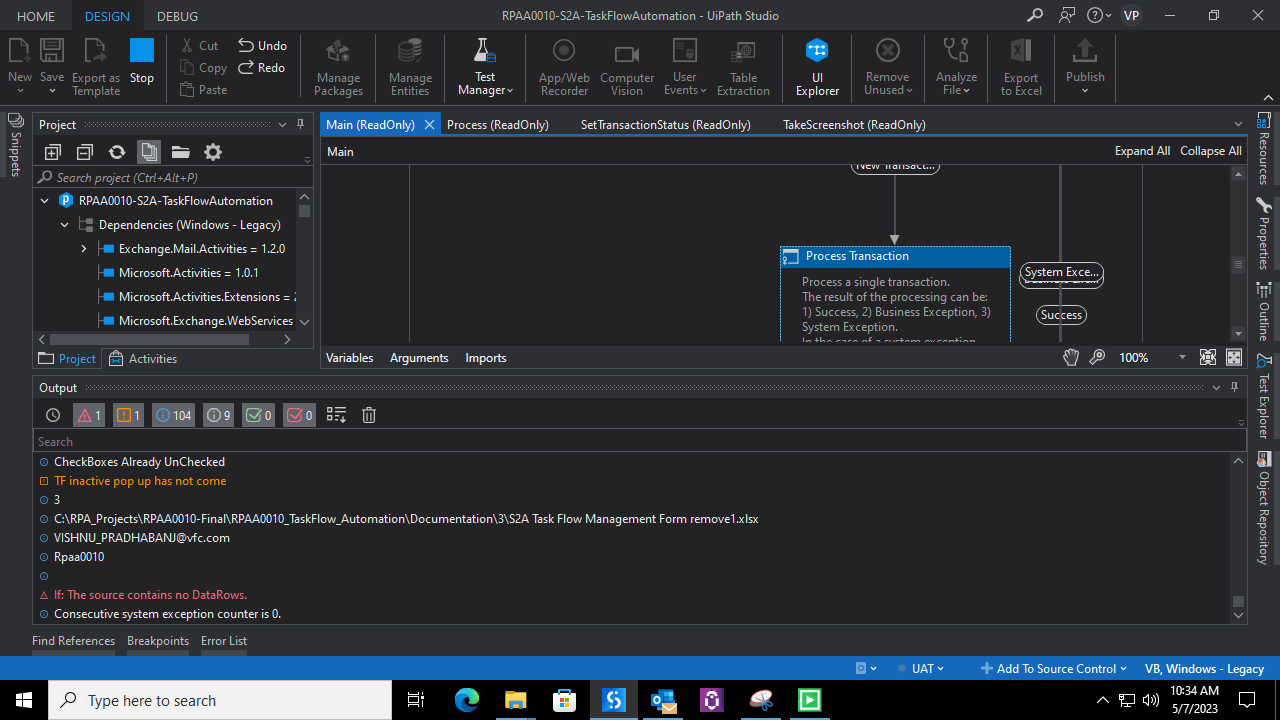 HOME DESIGN DEBUG RPAA0010-S2A-TaskFlowAutomation - UiPath Studio VP
New Save Export as Template Stop
Cut Copy Paste Undo Redo
Manage Packages
Manage Entities
Test Manager
App/Web Recorder
Computer Vision
User Events
Table Extraction
UI Explorer
Remove Unused
Analyze File
Export to Excel
Publish
Snippets
Project
Search project (Ctrl+Alt+P)
RPAA0010-S2A-TaskFlowAutomation
Dependencies (Windows - Legacy)
Exchange.Mail.Activities = 1.2.0
Microsoft.Activities = 1.0.1
Microsoft.Activities.Extensions =
Microsoft.Exchange.WebServices
Project Activities
Main (ReadOnly) Process (ReadOnly) SetTransactionStatus (ReadOnly) TakeScreenshot (ReadOnly)
Main Expand All Collapse All
New Transact...
Process Transaction
Process a single transaction.
The result of the processing can be:
1) Success, 2) Business Exception, 3)
System Exception.
In the case of a system exception
System Exce...
Success
Variables Arguments Imports 100%
Resources
Properties
Outline
Test Explorer
Object Repository
Output
1 1 104 9 0 0
Search
CheckBoxes Already UnChecked
TF inactive pop up has not come
3
C:\RPA_Projects\RPAA0010-Final\RPAA0010_TaskFlow_Automation\Documentation\3\S2A Task Flow Management Form remove1.xlsx
VISHNU_PRADHABANJ@vfc.com
Rpaa0010
If: The source contains no DataRows.
Consecutive system exception counter is 0.
Find References Breakpoints Error List
UAT Add To Source Control VB, Windows - Legacy
Type here to search
10:34 AM
5/7/2023